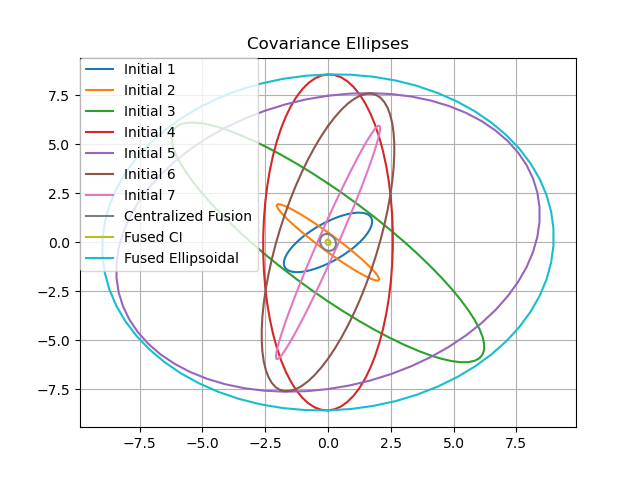 Covariance Ellipses
Initial 1
Initial 2
Initial 3
Initial 4
Initial 5
Initial 6
Initial 7
Centralized Fusion
Fused CI
Fused Ellipsoidal
7.5
5.0
2.5
0.0
−2.5
−5.0
−7.5
−7.5 −5.0 −2.5 0.0 2.5 5.0 7.5